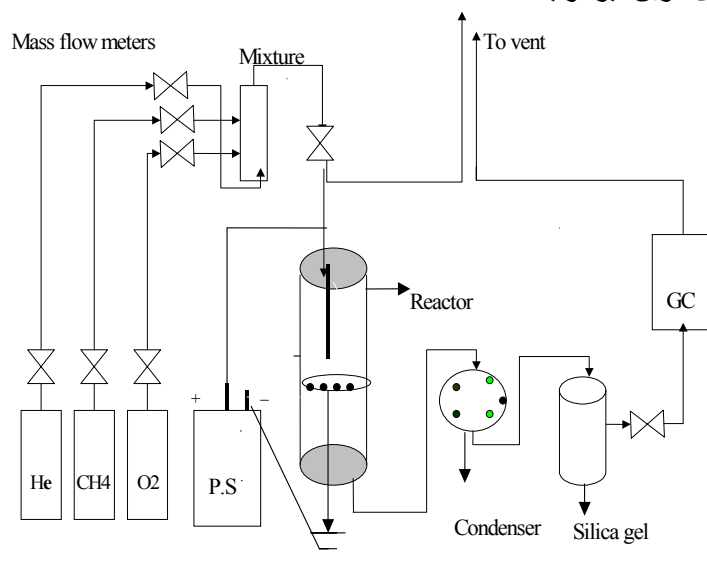 Mass flow meters
Mixture
To vent
Reactor
GC
+
–
He
CH4
O2
P.S
Condenser
Silica gel